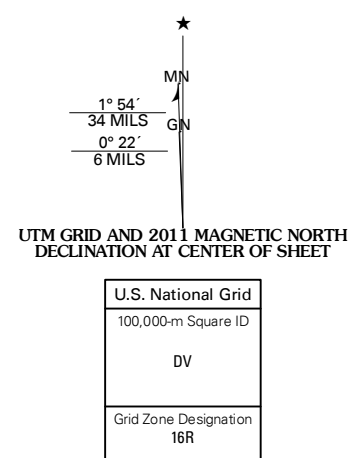 ★
MN
1° 54´
34 MILS
GN
0° 22´
6 MILS
UTM GRID AND 2011 MAGNETIC NORTH
DECLINATION AT CENTER OF SHEET
U.S. National Grid
100,000-m Square ID
DV
Grid Zone Designation
16R